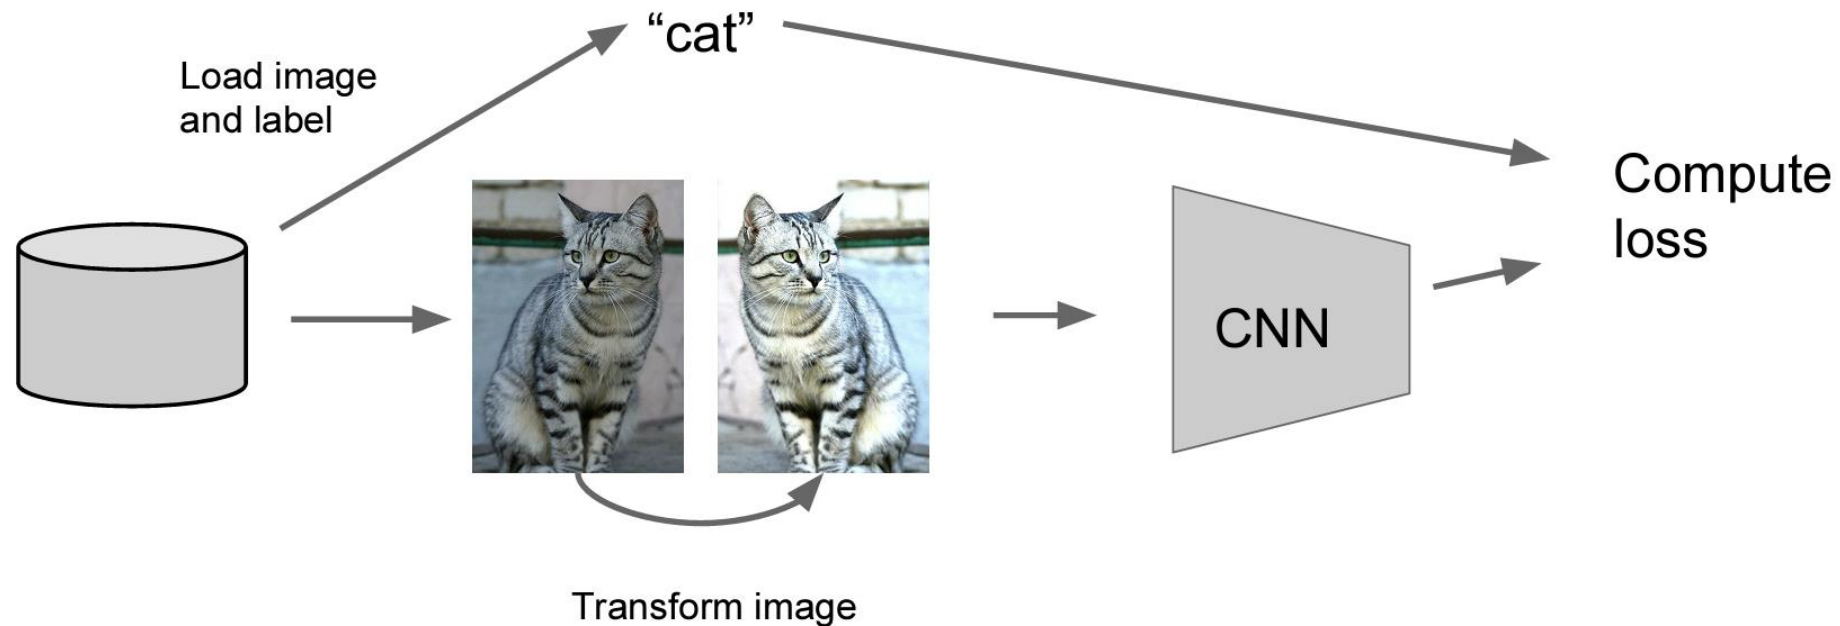 “cat”
Load image
and label
Compute
loss
CNN
Transform image